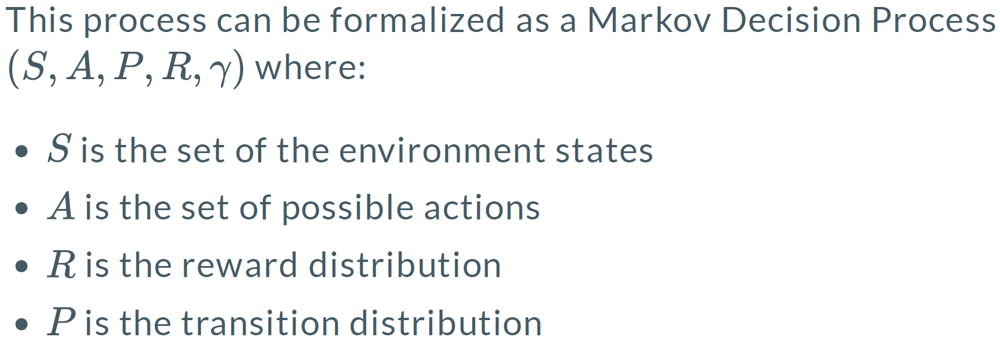 This process can be formalized as a Markov Decision Process
(S, A, P, R, γ) where:
• S is the set of the environment states
• A is the set of possible actions
• R is the reward distribution
• P is the transition distribution